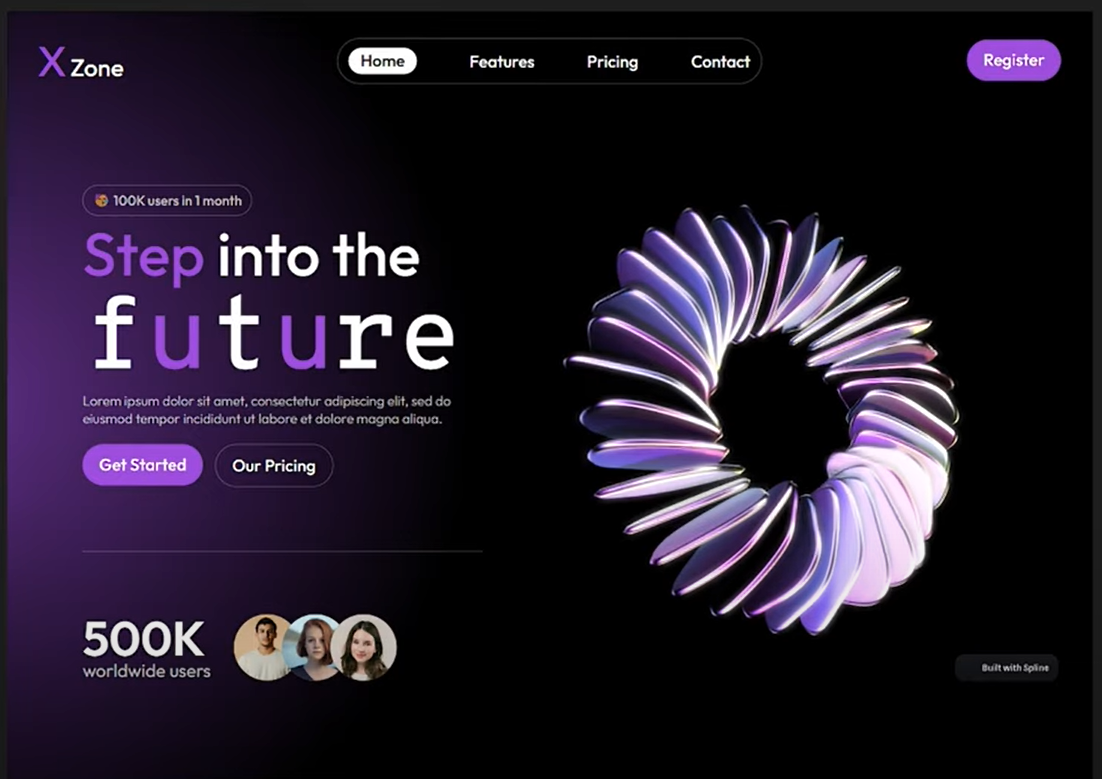 X Zone
Home Features Pricing Contact
Register
100K users in 1 month
Step into the
future
Lorem ipsum dolor sit amet, consectetur adipiscing elit, sed do
eiusmod tempor incididunt ut labore et dolore magna aliqua.
Get Started Our Pricing
500K
worldwide users
Built with Spline